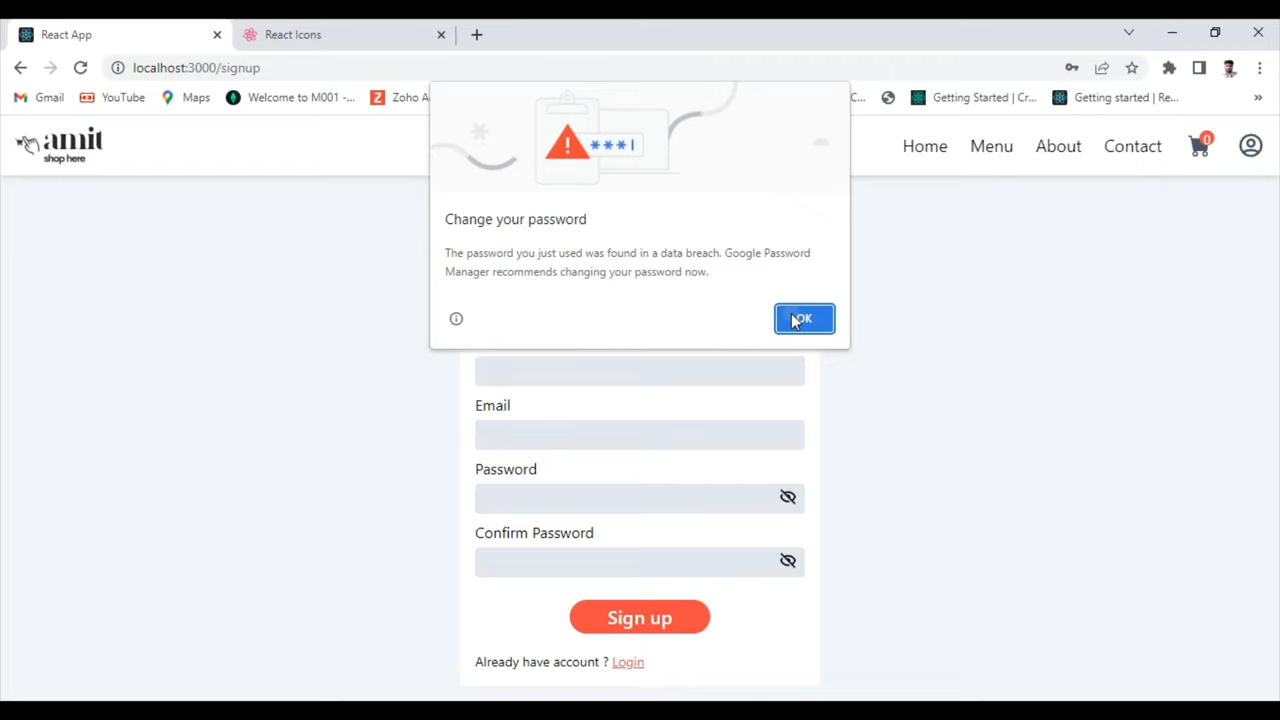 React App
React Icons
localhost:3000/signup
Gmail
YouTube
Maps
Welcome to M001 -...
Zoho A
C...
Getting Started | Cr...
Getting started | Re...
»
amit
shop here
Home
Menu
About
Contact
0
***|
Change your password
The password you just used was found in a data breach. Google Password
Manager recommends changing your password now.
OK
Email
Password
Confirm Password
Sign up
Already have account ? Login